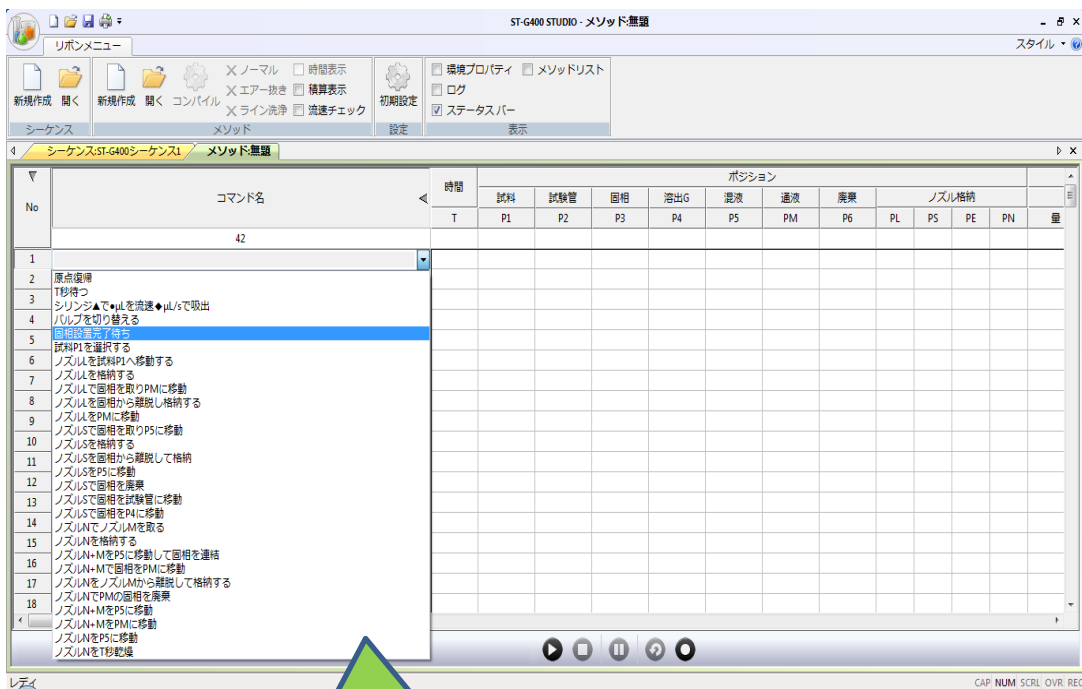 ST-G400 STUDIO - メソッド:無題
リボンメニュー
スタイル
新規作成 開く
シーケンス
新規作成 開く コンパイル
ノーマル 時間表示
エアー抜き 積算表示
ライン洗浄 流速チェック
メソッド
初期設定
設定
環境プロパティ メソッドリスト
ログ
ステータス バー
表示
シーケンス:ST-G400シーケンス1 メソッド:無題
No コマンド名 時間 ポジション
試料 試験管 固相 溶出G 混液 通液 廃棄 ノズル格納
T P1 P2 P3 P4 P5 PM P6 PL PS PE PN 量
42
1
2 原点復帰
3 T秒待つ
シリンジ▲で●μLを流速◆μL/sで吸出
4 バルブを切り替える
5 固相設置完了待ち
試料P1を選択する
6 ノズルLを試料P1へ移動する
7 ノズルLを格納する
ノズルLで固相を取りPMに移動
8 ノズルLを固相から離脱し格納する
9 ノズルLをPMに移動
ノズルSで固相を取りP5に移動
10 ノズルSを格納する
11 ノズルSを固相から離脱して格納
ノズルSをP5に移動
12 ノズルSで固相を廃棄
13 ノズルSで固相を試験管に移動
ノズルSで固相をP4に移動
14 ノズルNでノズルMを取る
15 ノズルNを格納する
ノズルN+MをP5に移動して固相を連結
16 ノズルN+Mで固相をPMに移動
17 ノズルNをノズルMから離脱して格納する
ノズルNでPMの固相を廃棄
18 ノズルN+MをP5に移動
ノズルN+MをPMに移動
ノズルNをP5に移動
ノズルNをT秒乾燥
レディ
CAP NUM SCRL OVR REC